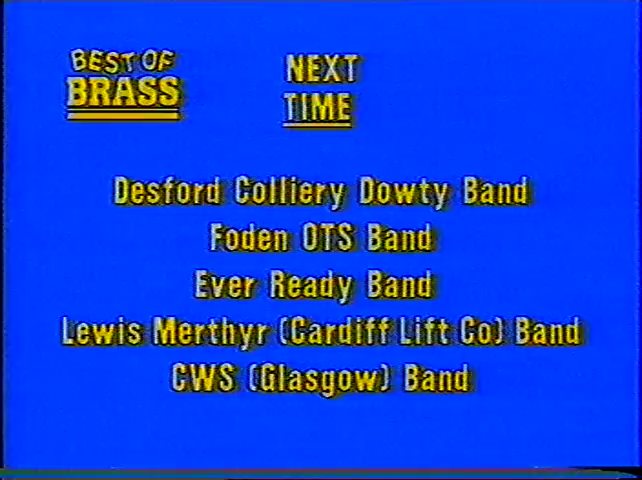 BEST OF
BRASS
NEXT
TIME
Desford Colliery Dowty Band
Foden OTS Band
Ever Ready Band
Lewis Merthyr (Cardiff Lift Co) Band
CWS (Glasgow) Band